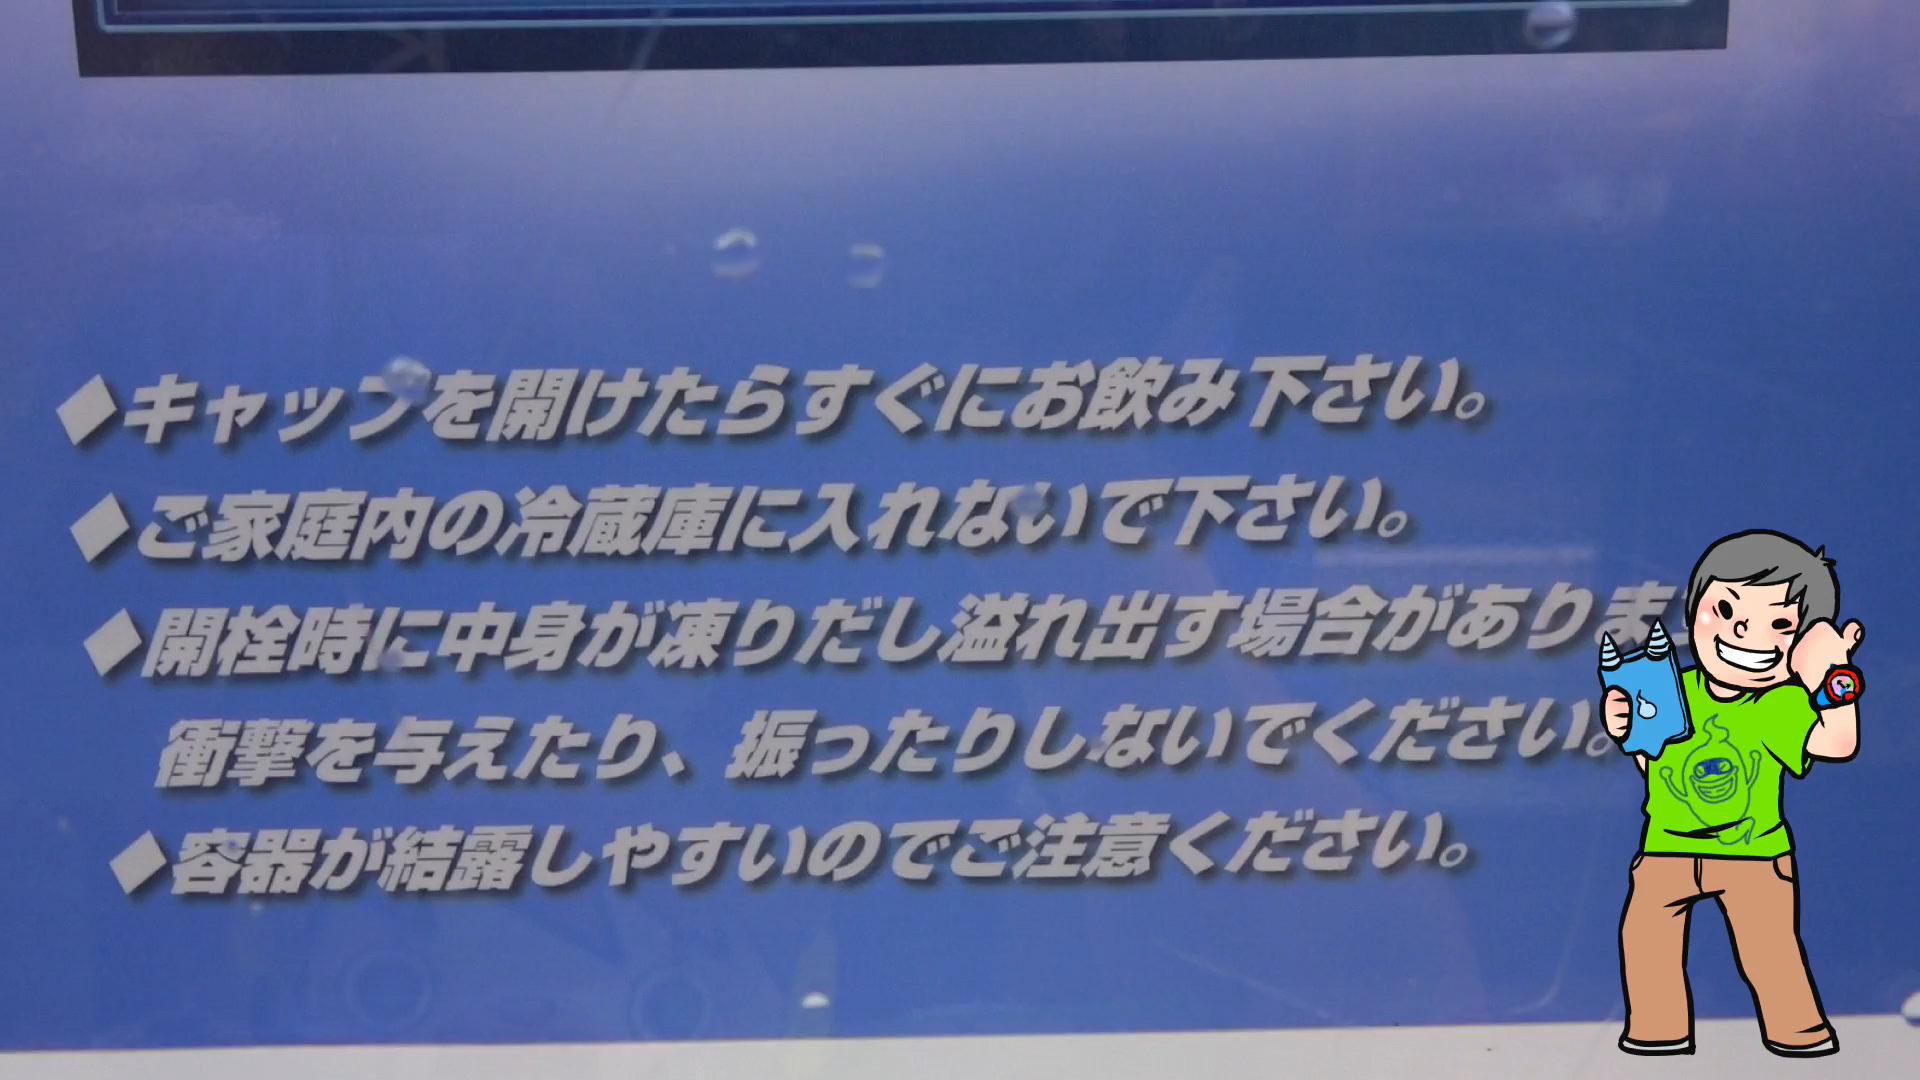 ◆キャップを開けたらすぐにお飲み下さい。
◆ご家庭内の冷蔵庫に入れないで下さい。
◆開栓時に中身が凍りだし溢れ出す場合がありま
衝撃を与えたり、振ったりしないでください。
◆容器が結露しやすいのでご注意ください。